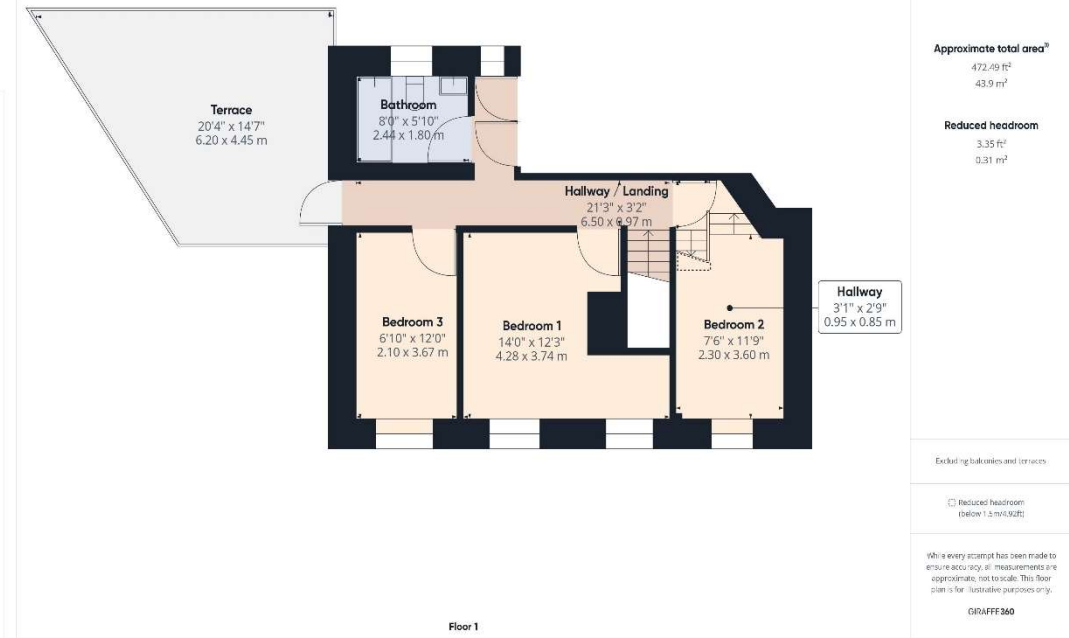 Terrace
20'4" x 14'7"
6.20 x 4.45 m
Bathroom
8'0" x 5'10"
2.44 x 1.80 m
Hallway / Landing
21'3" x 3'2"
6.50 x 0.97 m
Bedroom 3
6'10" x 12'0"
2.10 x 3.67 m
Bedroom 1
14'0" x 12'3"
4.28 x 3.74 m
Bedroom 2
7'6" x 11'9"
2.30 x 3.60 m
Hallway
3'1" x 2'9"
0.95 x 0.85 m
Floor 1
Approximate total area⁽¹⁾
472.49 ft²
43.9 m²
Reduced headroom
3.35 ft²
0.31 m²
Excluding balconies and terraces
Reduced headroom
(below 1.5m/4.92ft)
While every attempt has been made to
ensure accuracy, all measurements are
approximate, not to scale. This floor
plan is for illustrative purposes only.
GIRAFFE360